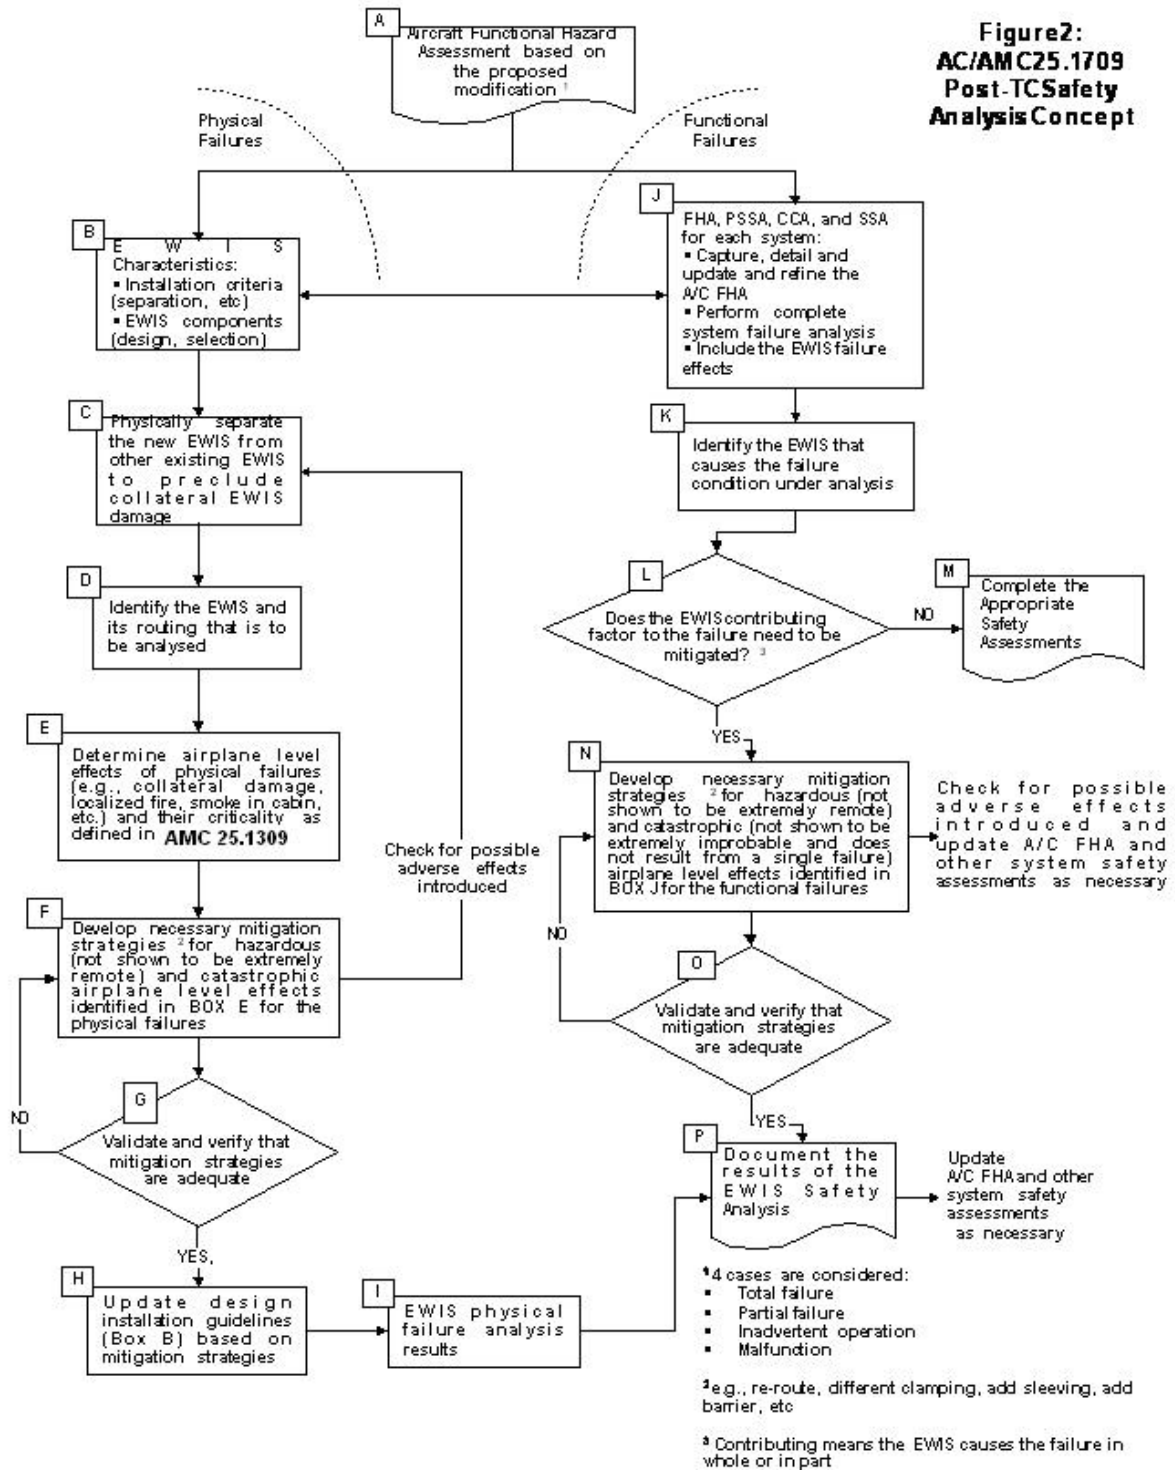 Figure2:
AC/AMC25.1709
Post-TCSafety
AnalysisConcept
A
Aircraft Functional Hazard
Assessment based on
the proposed
modification 1
Physical
Failures
Functional
Failures
B
E W I S
Characteristics:
▪ Installation criteria
(separation, etc)
▪ EWIS components
(design, selection)
J
FHA, PSSA, CCA, and SSA
for each system:
▪ Capture, detail and
update and refine the
A/C FHA
▪ Perform complete
system failure analysis
▪ Include the EWIS failure
effects
C
Physically separate
the new EWIS from
other existing EWIS
to preclude
collateral EWIS
damage
K
Identify the EWIS that
causes the failure
condition under analysis
D
Identify the EWIS and
its routing that is to
be analysed
L
Does the EWIS contributing
factor to the failure need to be
mitigated? 3
NO
M
Complete the
Appropriate
Safety
Assessments
YES
E
Determine airplane level
effects of physical failures
(e.g., collateral damage,
localized fire, smoke in cabin,
etc.) and their criticality as
defined in AMC 25.1309
Check for possible
adverse effects
introduced
N
Develop necessary mitigation
strategies 2 for hazardous (not
shown to be extremely remote)
and catastrophic (not shown to be
extremely improbable and does
not result from a single failure)
airplane level effects identified in
BOX J for the functional failures
Check for possible
adverse effects
introduced and
update A/C FHA and
other system safety
assessments as necessary
F
Develop necessary mitigation
strategies 2 for hazardous
(not shown to be extremely
remote) and catastrophic
airplane level effects
identified in BOX E for the
physical failures
NO
O
Validate and verify that
mitigation strategies
are adequate
G
NO
Validate and verify that
mitigation strategies
are adequate
YES
P
Document the
results of the
EWIS Safety
Analysis
Update
A/C FHA and other
system safety
assessments
as necessary
YES,
H
Update design
installation guidelines
(Box B) based on
mitigation strategies
I
EWIS physical
failure analysis
results
1 4 cases are considered:
▪ Total failure
▪ Partial failure
▪ Inadvertent operation
▪ Malfunction
2 e.g., re-route, different clamping, add sleeving, add
barrier, etc
3 Contributing means the EWIS causes the failure in
whole or in part